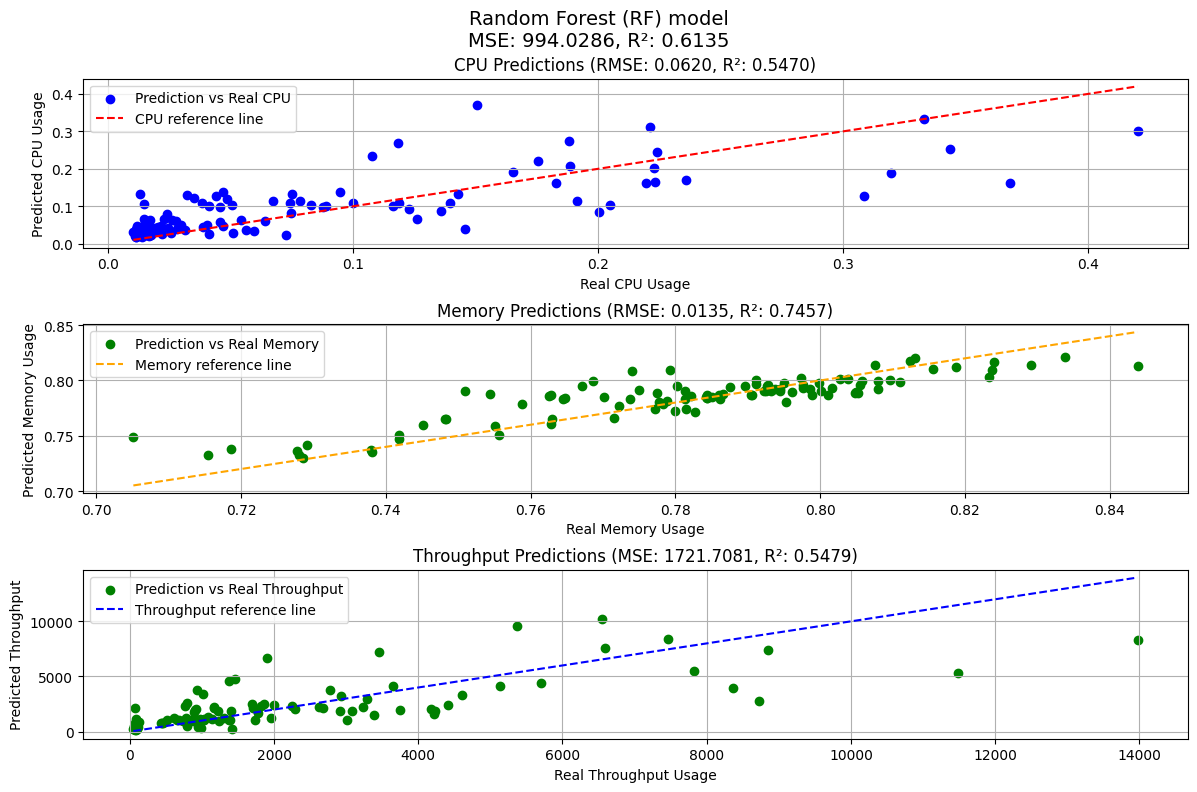 Random Forest (RF) model
MSE: 994.0286, R²: 0.6135
CPU Predictions (RMSE: 0.0620, R²: 0.5470)
Predicted CPU Usage
0.4
0.3
0.2
0.1
0.0
Prediction vs Real CPU
CPU reference line
0.0 0.1 0.2 0.3 0.4
Real CPU Usage
Memory Predictions (RMSE: 0.0135, R²: 0.7457)
Predicted Memory Usage
0.85
0.80
0.75
0.70
Prediction vs Real Memory
Memory reference line
0.70 0.72 0.74 0.76 0.78 0.80 0.82 0.84
Real Memory Usage
Throughput Predictions (MSE: 1721.7081, R²: 0.5479)
Predicted Throughput
10000
5000
0
Prediction vs Real Throughput
Throughput reference line
0 2000 4000 6000 8000 10000 12000 14000
Real Throughput Usage